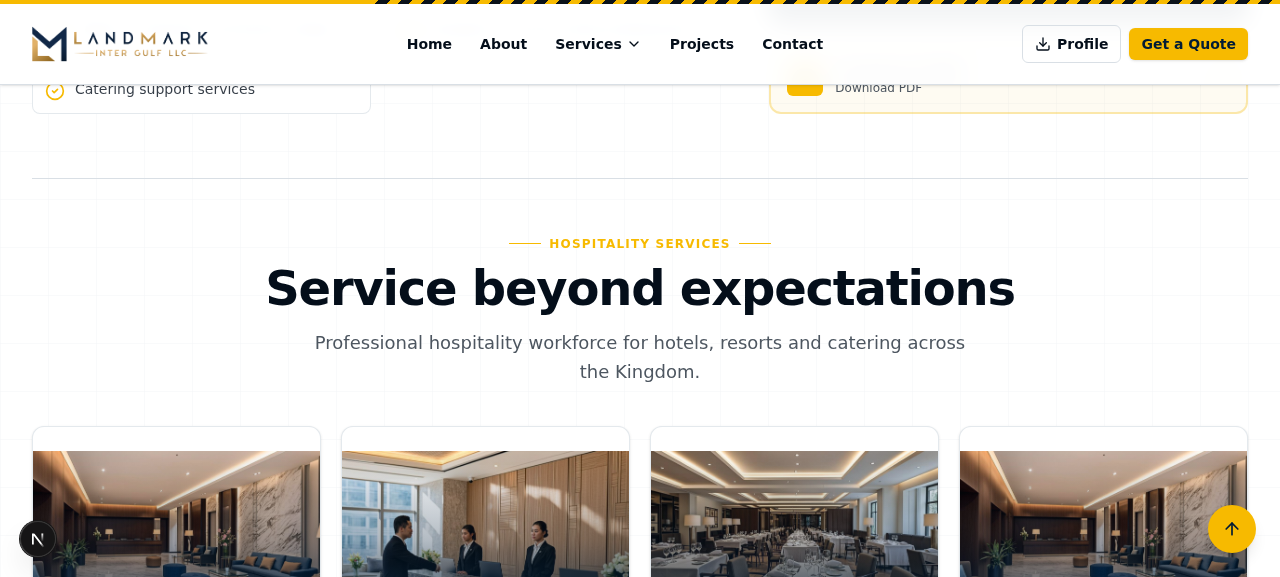 LANDMARK
INTER GULF LLC
Home
About
Services
Projects
Contact
Profile
Get a Quote
Catering support services
Download PDF
HOSPITALITY SERVICES
Service beyond expectations
Professional hospitality workforce for hotels, resorts and catering across
the Kingdom.
N